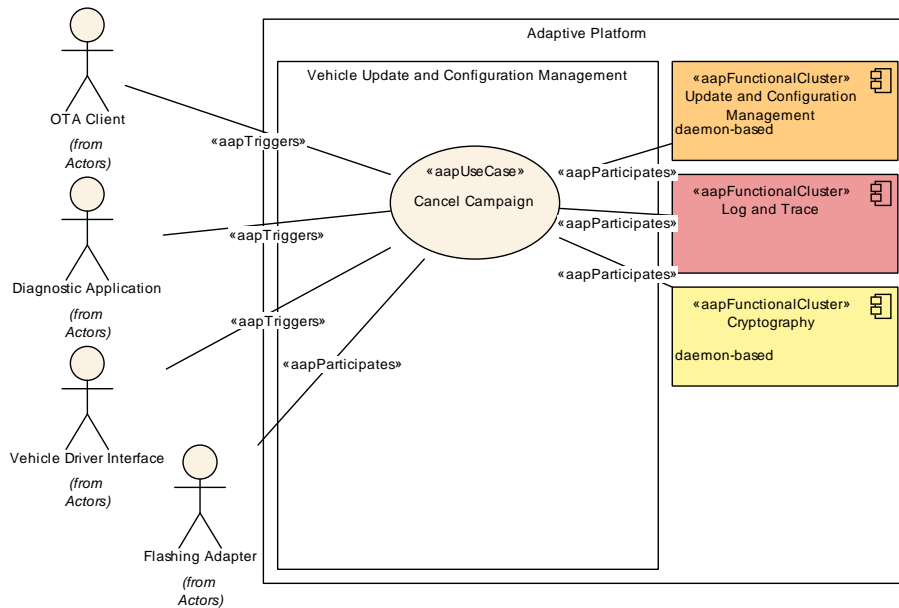 Adaptive Platform
Vehicle Update and Configuration Management
OTA Client
(from
Actors)
«aapTriggers»
Diagnostic Application
(from
Actors)
«aapTriggers»
Vehicle Driver Interface
(from
Actors)
«aapTriggers»
Flashing Adapter
(from
Actors)
«aapParticipates»
«aapUseCase»
Cancel Campaign
«aapParticipates»
«aapParticipates»
«aapParticipates»
«aapFunctionalCluster»
Update and Configuration
Management
daemon-based
«aapFunctionalCluster»
Log and Trace
«aapFunctionalCluster»
Cryptography
daemon-based